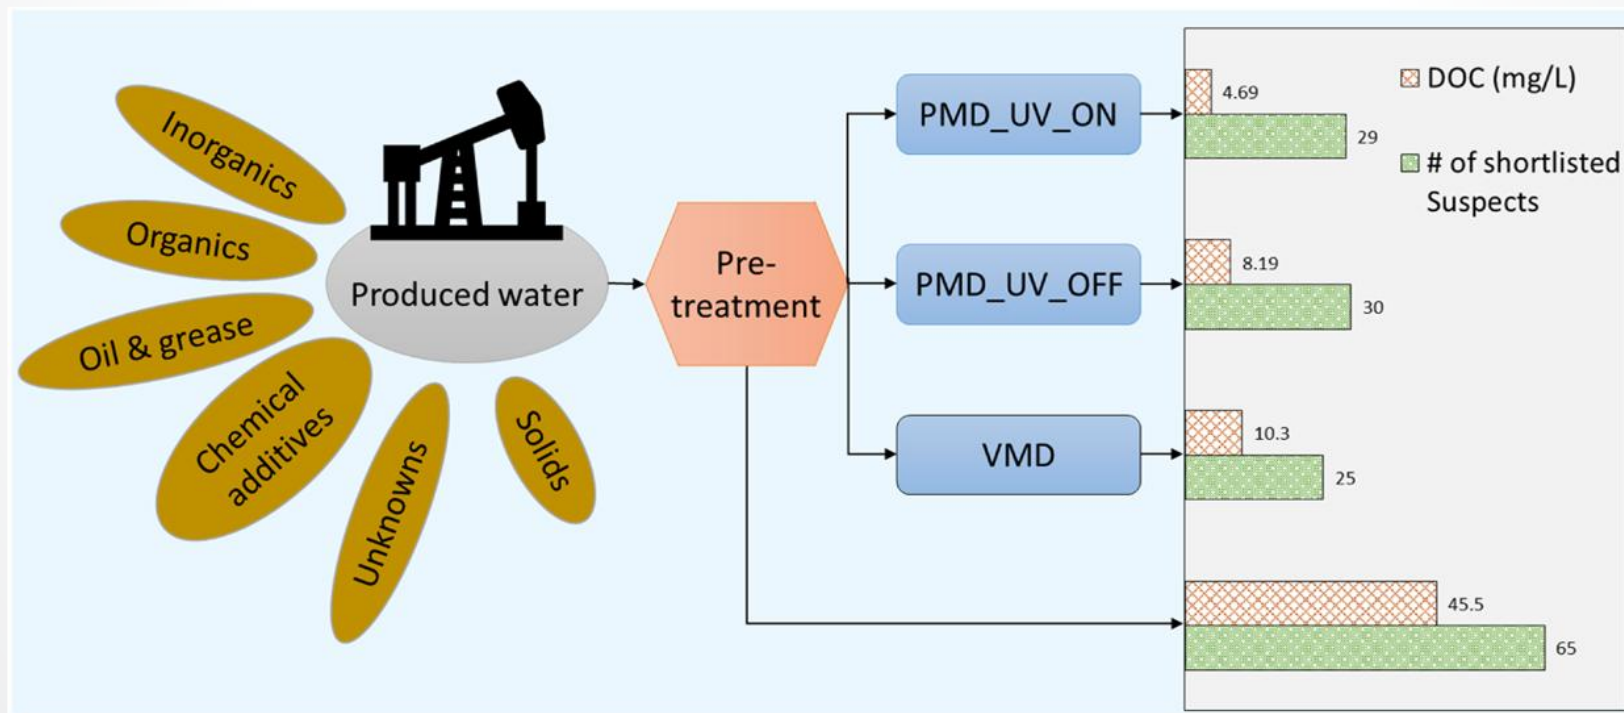 Inorganics
Organics
Oil & grease
Chemical
additives
Unknowns
Solids
Produced water
Pre-
treatment
PMD_UV_ON
PMD_UV_OFF
VMD
4.69
29
8.19
30
10.3
25
45.5
65
DOC (mg/L)
# of shortlisted
Suspects